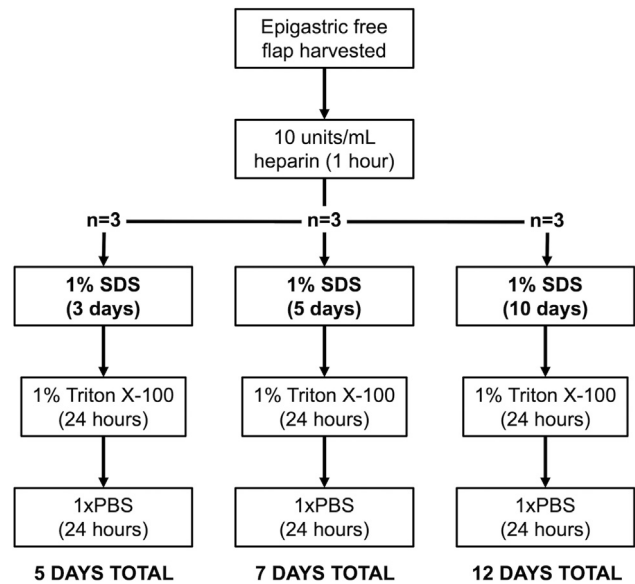 Epigastric free
flap harvested
10 units/mL
heparin (1 hour)
n=3
n=3
n=3
1% SDS
(3 days)
1% SDS
(5 days)
1% SDS
(10 days)
1% Triton X-100
(24 hours)
1% Triton X-100
(24 hours)
1% Triton X-100
(24 hours)
1xPBS
(24 hours)
1xPBS
(24 hours)
1xPBS
(24 hours)
5 DAYS TOTAL
7 DAYS TOTAL
12 DAYS TOTAL